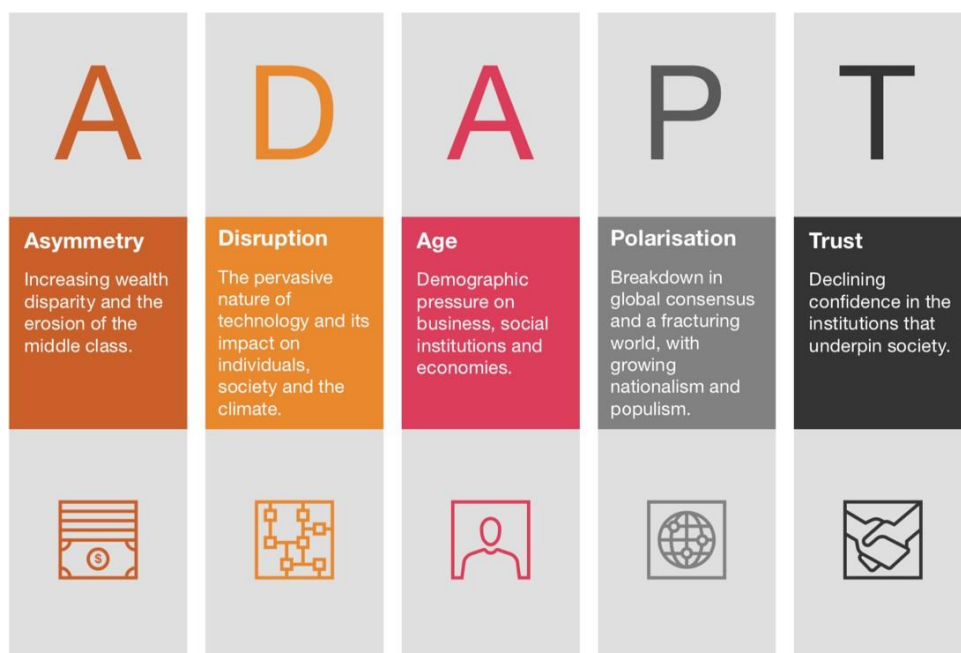 A
D
A
P
T
Asymmetry
Increasing wealth
disparity and the
erosion of the
middle class.
Disruption
The pervasive
nature of
technology and its
impact on
individuals,
society and the
climate.
Age
Demographic
pressure on
business, social
institutions and
economies.
Polarisation
Breakdown in
global consensus
and a fracturing
world, with
growing
nationalism and
populism.
Trust
Declining
confidence in the
institutions that
underpin society.
$